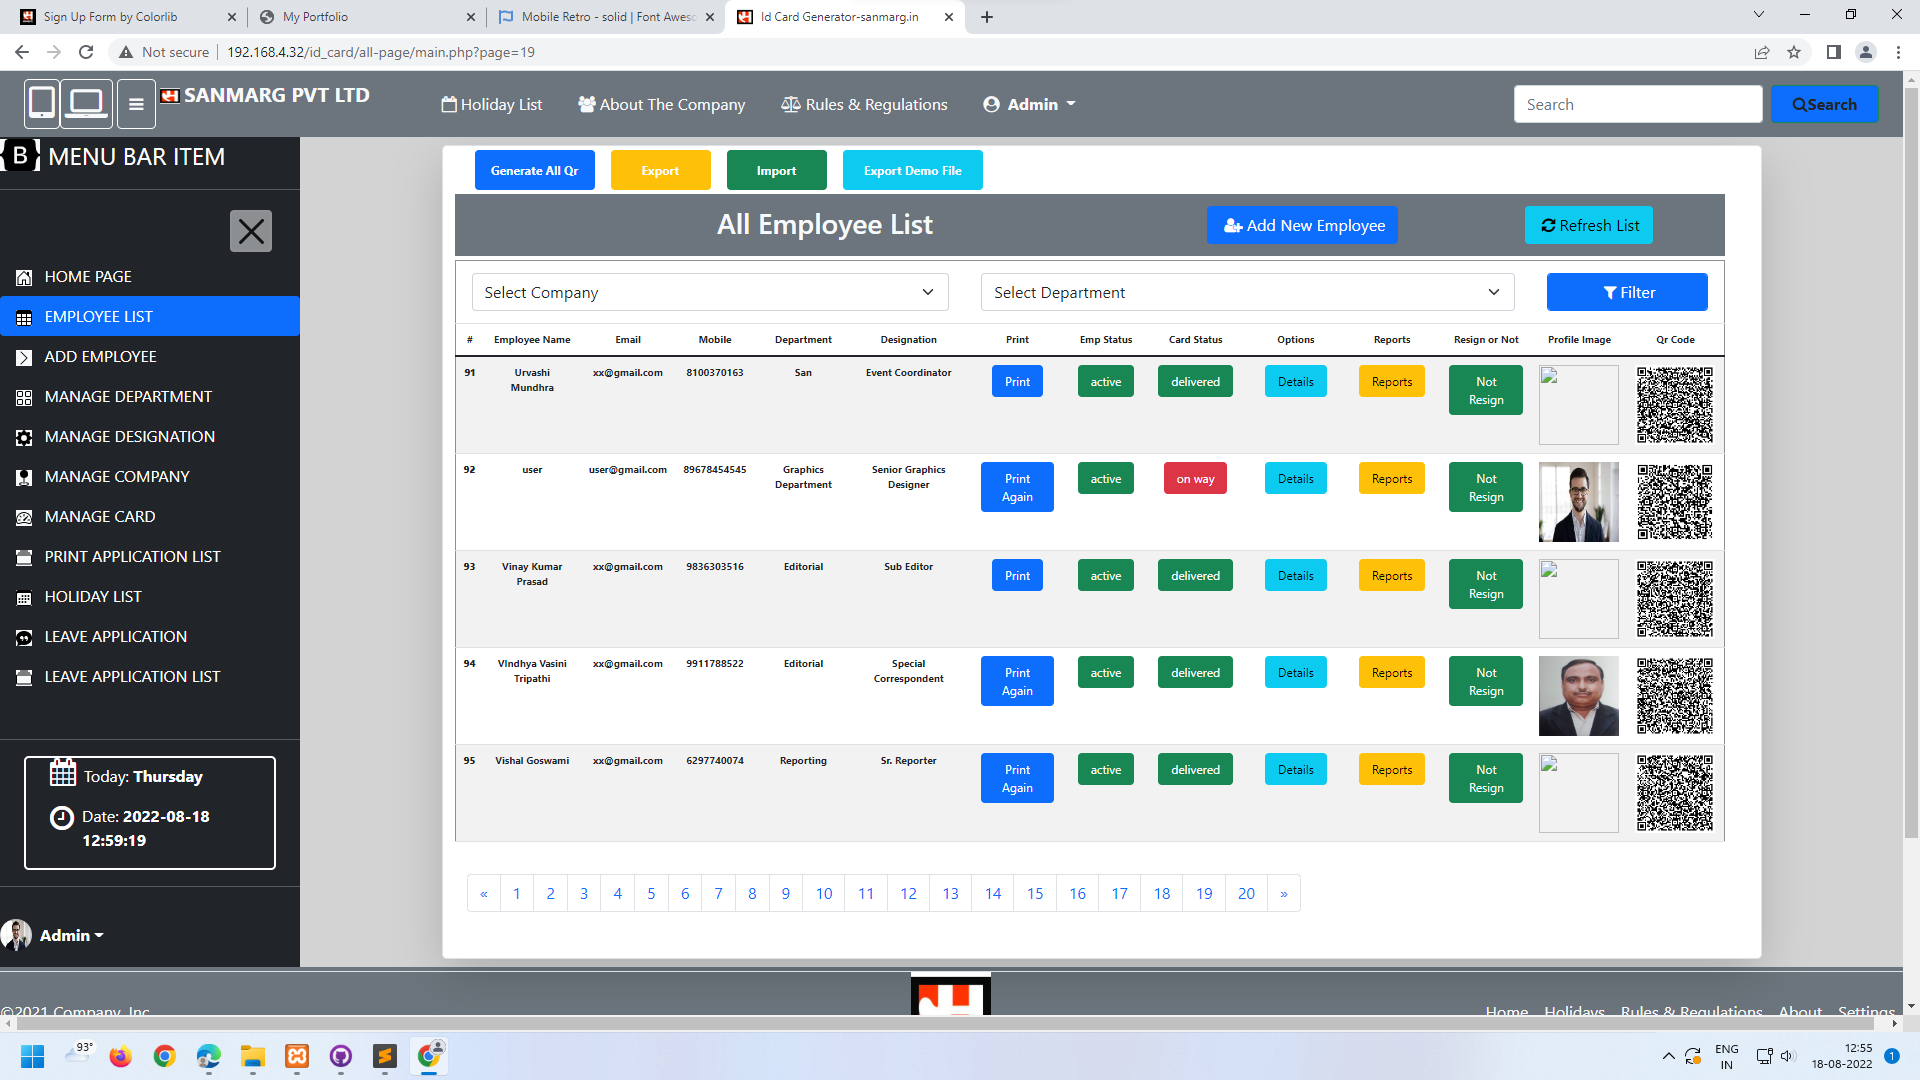 Sign Up Form by Colorlib
My Portfolio
Mobile Retro - solid | Font Aweso
Id Card Generator-sanmarg.in
Not secure
192.168.4.32/id_card/all-page/main.php?page=19
SANMARG PVT LTD
Holiday List
About The Company
Rules & Regulations
Admin
Search
Search
B
MENU BAR ITEM
HOME PAGE
EMPLOYEE LIST
ADD EMPLOYEE
MANAGE DEPARTMENT
MANAGE DESIGNATION
MANAGE COMPANY
MANAGE CARD
PRINT APPLICATION LIST
HOLIDAY LIST
LEAVE APPLICATION
LEAVE APPLICATION LIST
Today: Thursday
Date: 2022-08-18
12:59:19
Admin
Generate All Qr
Export
Import
Export Demo File
All Employee List
Add New Employee
Refresh List
Select Company
Select Department
Filter
# Employee Name Email Mobile Department Designation Print Emp Status Card Status Options Reports Resign or Not Profile Image Qr Code
91 Urvashi xx@gmail.com 8100370163 San Event Coordinator Print active delivered Details Reports Not
Mundhra Resign
92 user user@gmail.com 89678454545 Graphics Senior Graphics Print active on way Details Reports Not
Department Designer Again Resign
93 Vinay Kumar xx@gmail.com 9836303516 Editorial Sub Editor Print active delivered Details Reports Not
Prasad Resign
94 VIndhya Vasini xx@gmail.com 9911788522 Editorial Special Print active delivered Details Reports Not
Tripathi Correspondent Again Resign
95 Vishal Goswami xx@gmail.com 6297740074 Reporting Sr. Reporter Print active delivered Details Reports Not
Again Resign
« 1 2 3 4 5 6 7 8 9 10 11 12 13 14 15 16 17 18 19 20 »
©2021 Company, Inc
Home Holidays Rules & Regulations About Settings
93°
ENG
IN
12:55
18-08-2022
1